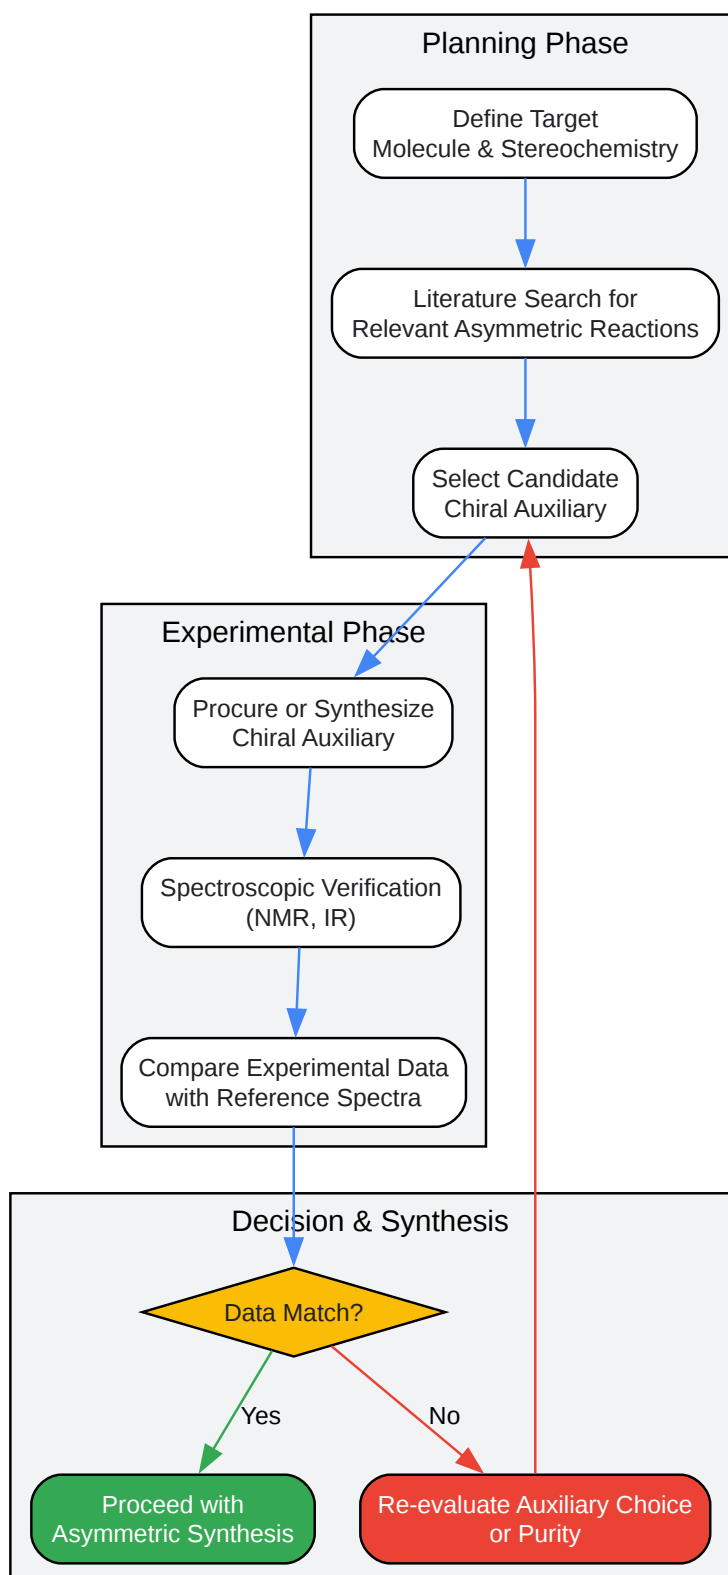 Planning Phase
Define Target
Molecule & Stereochemistry
Literature Search for
Relevant Asymmetric Reactions
Select Candidate
Chiral Auxiliary
Experimental Phase
Procure or Synthesize
Chiral Auxiliary
Spectroscopic Verification
(NMR, IR)
Compare Experimental Data
with Reference Spectra
Decision & Synthesis
Data Match?
Yes
No
Proceed with
Asymmetric Synthesis
Re-evaluate Auxiliary Choice
or Purity